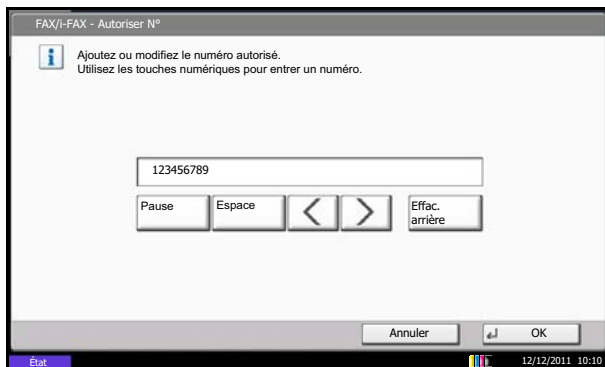 FAX/i-FAX - Autoriser N°
Ajoutez ou modifiez le numéro autorisé.
Utilisez les touches numériques pour entrer un numéro.
123456789
Pause
Espace
Effac.
arrière
Annuler
OK
État
12/12/2011 10:10